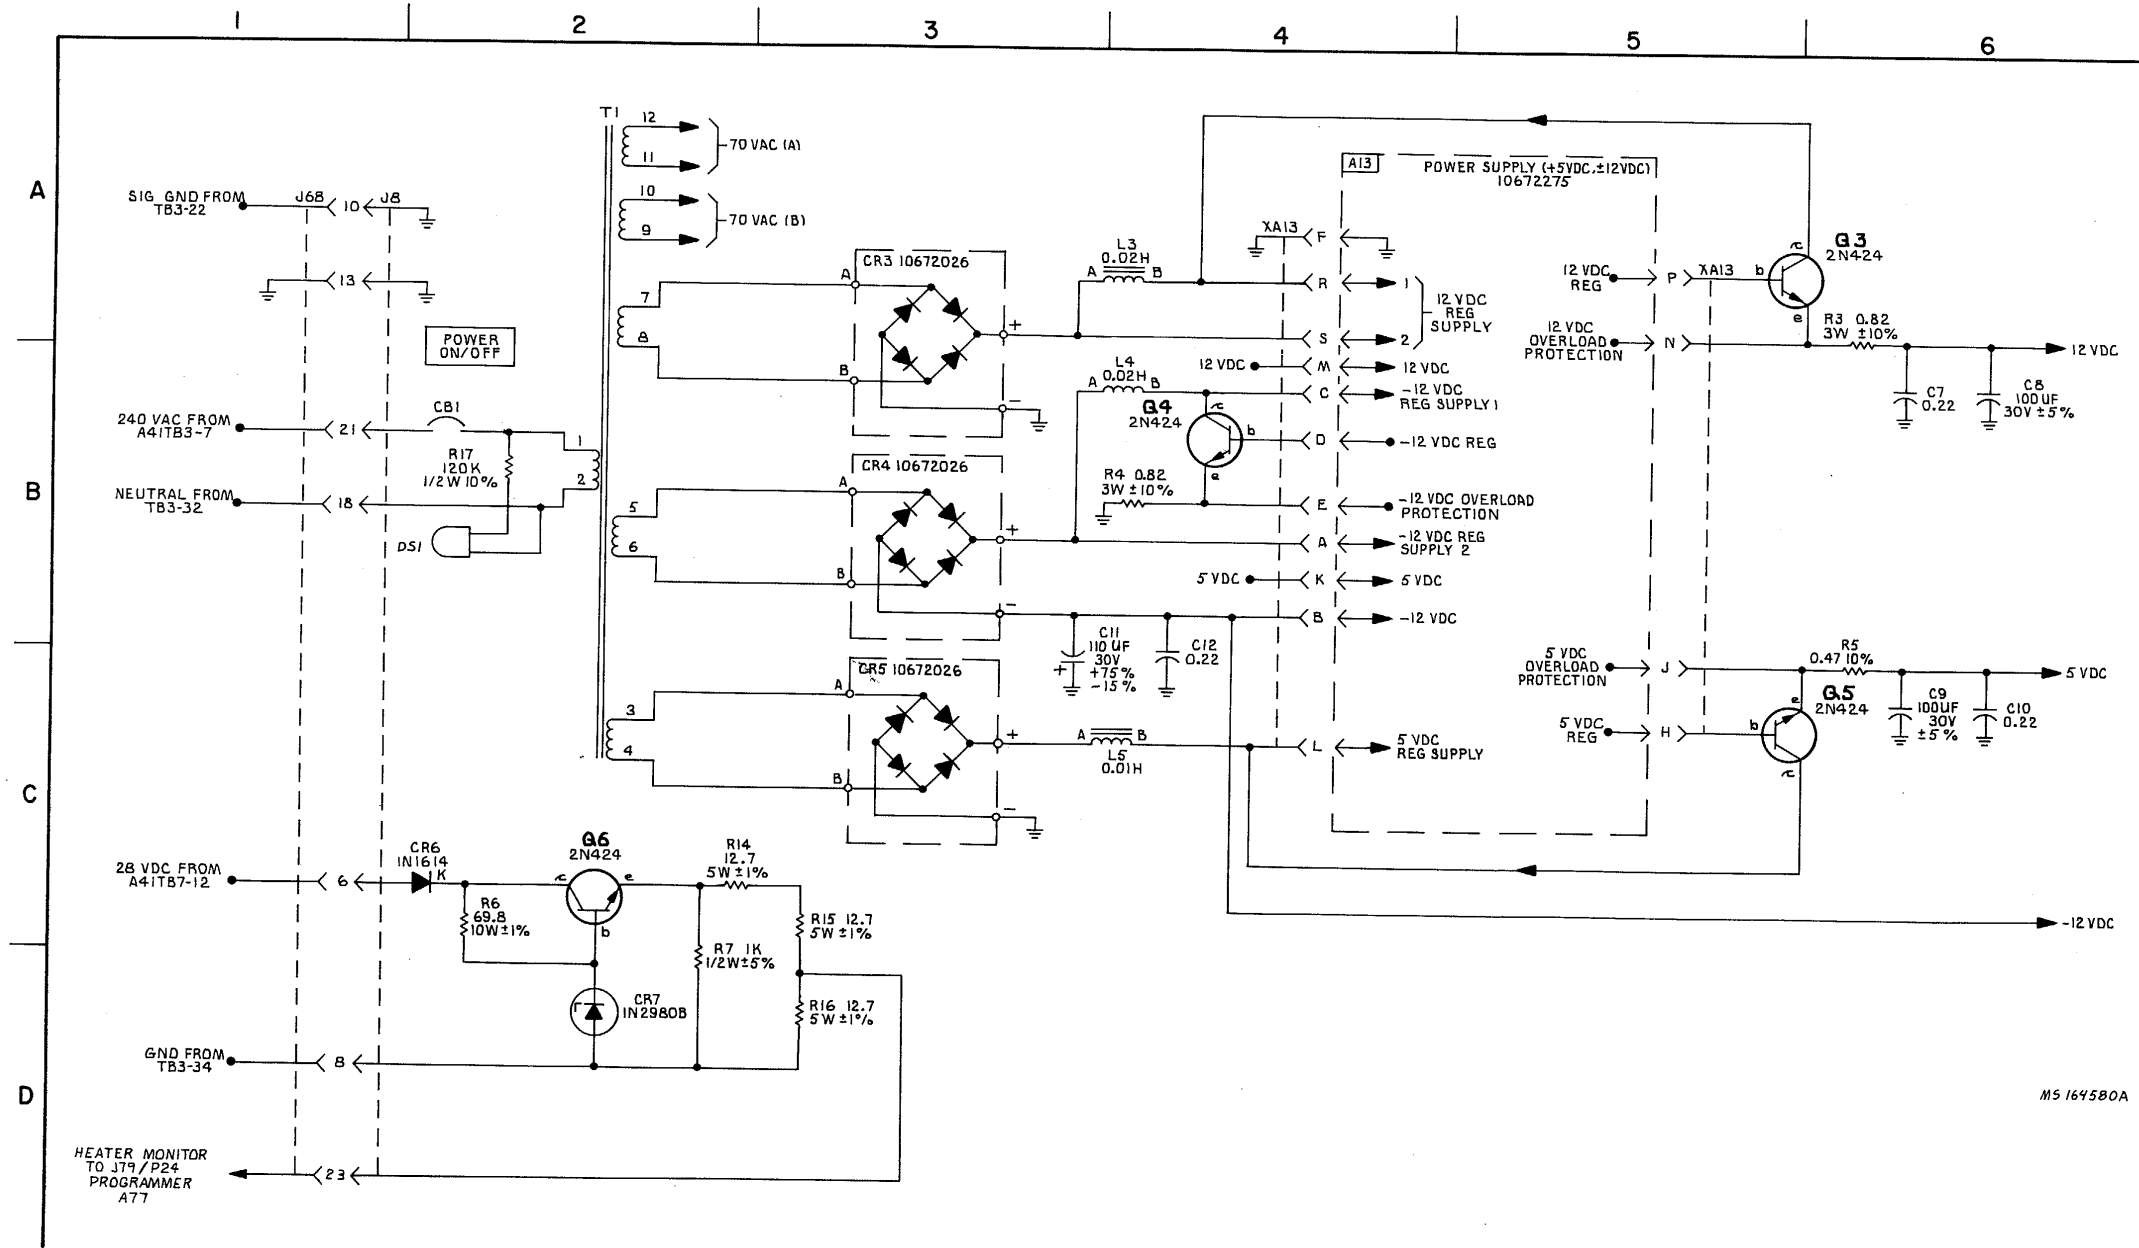 1 2 3 4 5 6
A
B
C
D
T1
12
11
70 VAC (A)
10
9
70 VAC (B)
7
8
5
6
3
4
1
2
SIG GND FROM
TB3-22
J68
10
J8
13
POWER
ON/OFF
240 VAC FROM
A41TB3-7
21
CB1
R17
120K
1/2W 10%
NEUTRAL FROM
TB3-32
18
DS1
CR3 10672026
A
B
+
-
CR4 10672026
A
B
+
-
CR5 10672026
A
B
+
-
L3
0.02H
A B
L4
0.02H
A B
Q4
2N424
c
b
e
R4 0.82
3W ±10%
C11
110 UF
30V
+75%
-15%
+
C12
0.22
A B
L5
0.01H
A13
POWER SUPPLY (+5VDC,±12VDC)
10672275
XA13
F
R
1
12 VDC
REG
SUPPLY
S
2
12 VDC
M
12 VDC
C
-12 VDC
REG SUPPLY 1
D
-12 VDC REG
E
-12 VDC OVERLOAD
PROTECTION
A
-12 VDC REG
SUPPLY 2
5 VDC
K
5 VDC
B
-12 VDC
L
5 VDC
REG SUPPLY
12 VDC
REG
P
XA13
b
c
e
Q3
2N424
12 VDC
OVERLOAD
PROTECTION
N
R3 0.82
3W ±10%
12 VDC
C7
0.22
C8
100 UF
30V ±5%
5 VDC
OVERLOAD
PROTECTION
J
R5
0.47 10%
5 VDC
5 VDC
REG
H
b
e
c
Q5
2N424
C9
100UF
30V
±5%
C10
0.22
-12 VDC
28 VDC FROM
A41TB7-12
6
CR6
1N1614
K
Q6
2N424
c
e
b
R6
69.8
10W±1%
R14
12.7
5W ±1%
R15 12.7
5W ±1%
R7 1K
1/2W±5%
R16 12.7
5W ±1%
CR7
1N2980B
GND FROM
TB3-34
8
HEATER MONITOR
TO J79/P24
PROGRAMMER
A77
23
MS 164580A